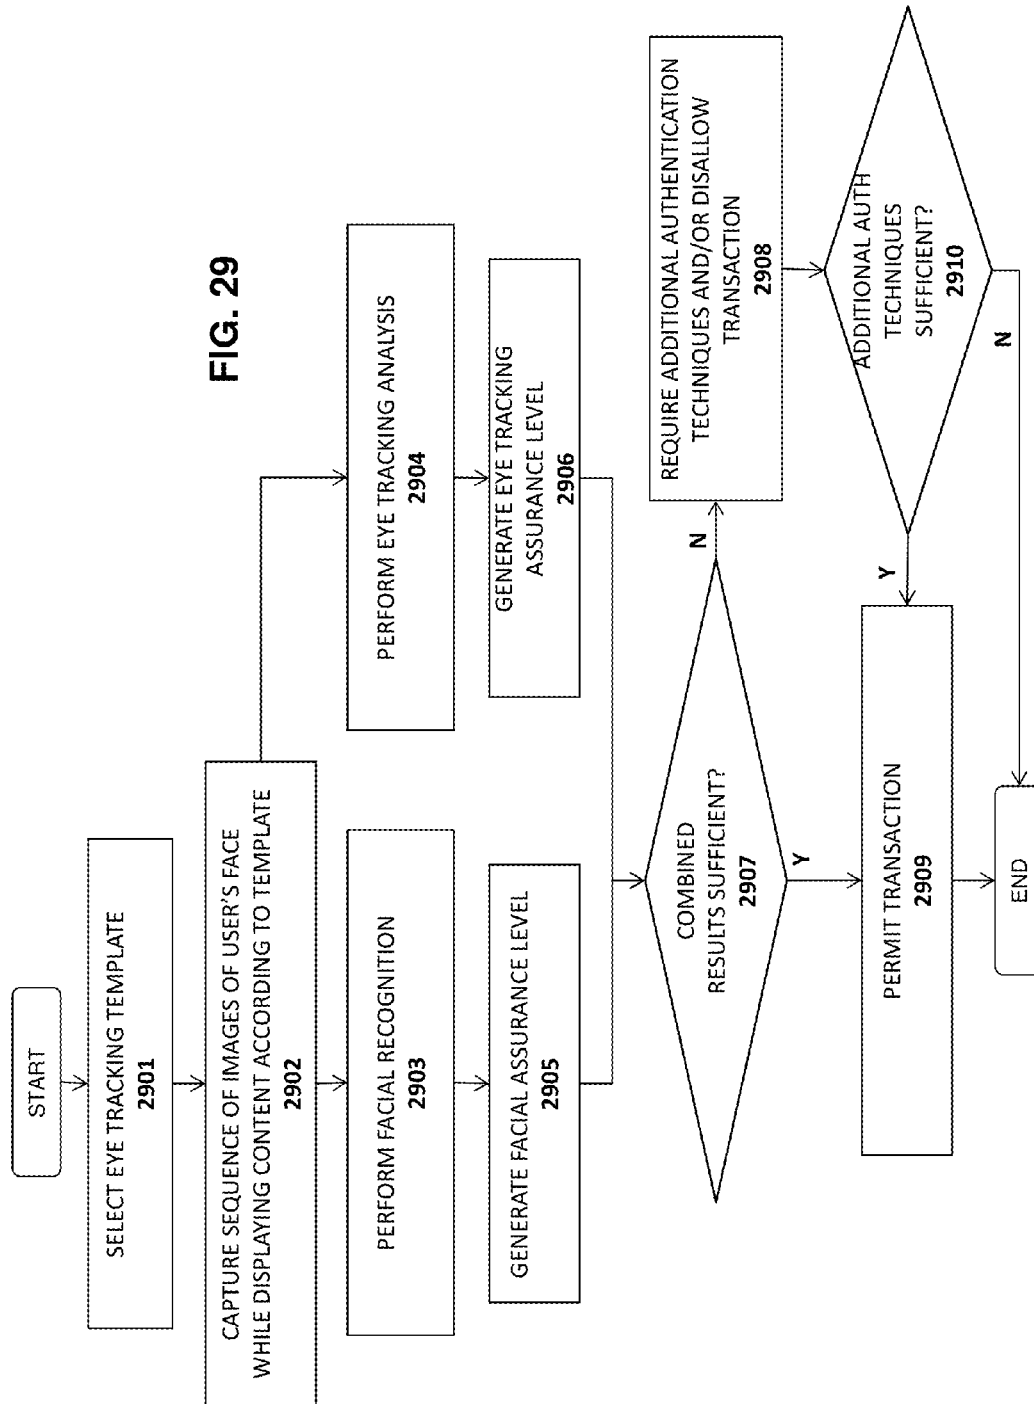 FIG. 29
START
SELECT EYE TRACKING TEMPLATE
2901
CAPTURE SEQUENCE OF IMAGES OF USER'S FACE
WHILE DISPLAYING CONTENT ACCORDING TO TEMPLATE
2902
PERFORM FACIAL RECOGNITION
2903
PERFORM EYE TRACKING ANALYSIS
2904
GENERATE FACIAL ASSURANCE LEVEL
2905
GENERATE EYE TRACKING
ASSURANCE LEVEL
2906
COMBINED
RESULTS SUFFICIENT?
2907
N
Y
REQUIRE ADDITIONAL AUTHENTICATION
TECHNIQUES AND/OR DISALLOW
TRANSACTION
2908
PERMIT TRANSACTION
2909
ADDITIONAL AUTH
TECHNIQUES
SUFFICIENT?
2910
Y
N
END